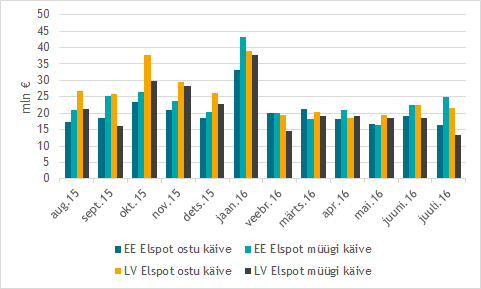 50
45
40
35
30
25
20
15
10
5
0
mln €
aug.15
sept.15
okt.15
nov.15
dets.15
jaan.16
veebr.16
märts.16
apr.16
mai.16
juuni.16
juuli.16
EE Elspot ostu käive
EE Elspot müügi käive
LV Elspot ostu käive
LV Elspot müügi käive